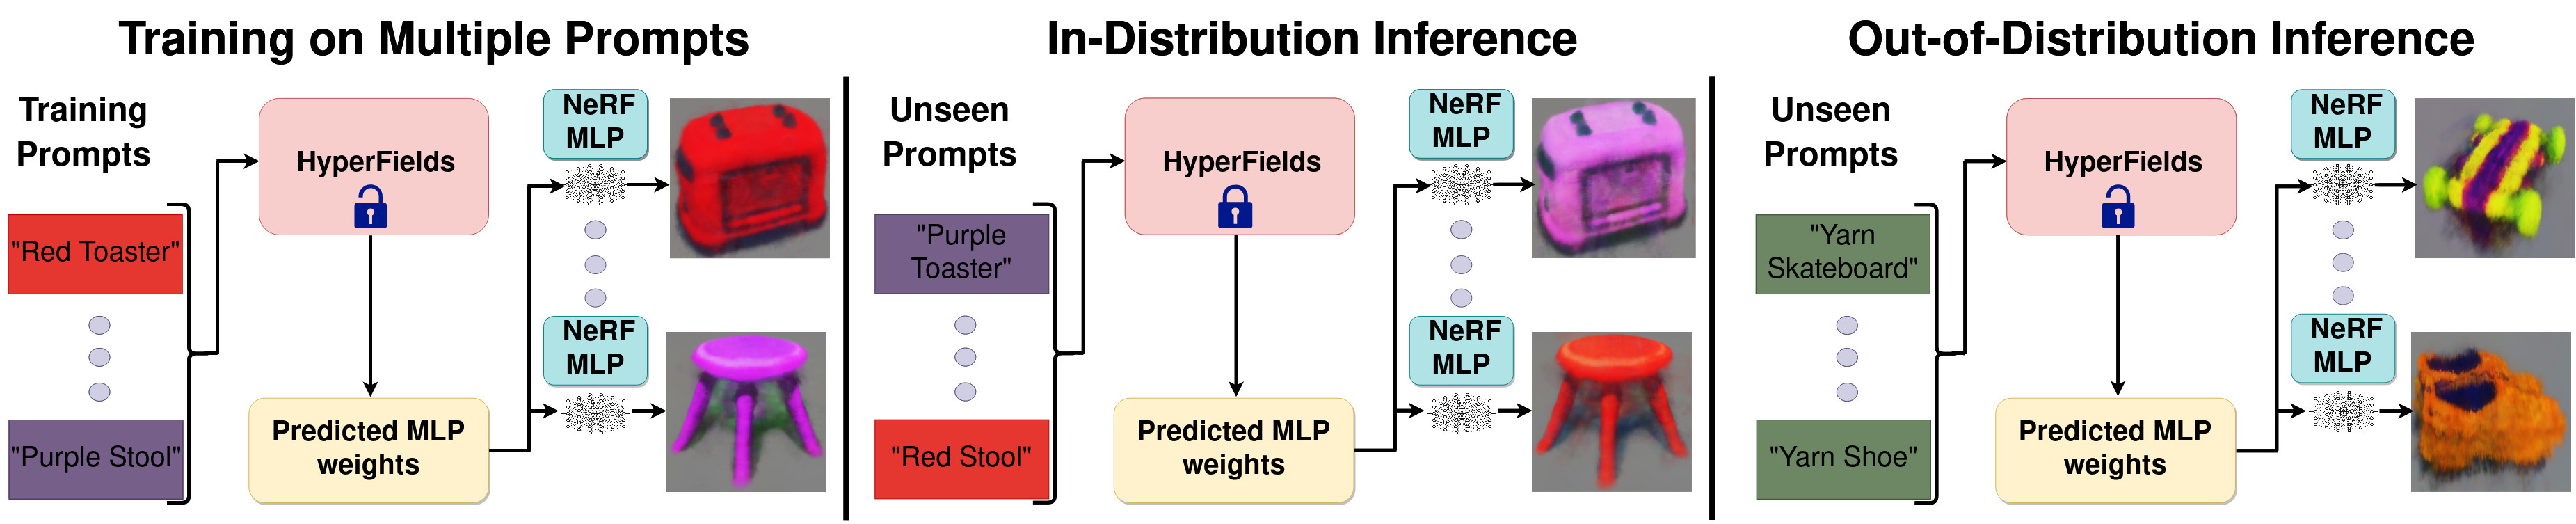 Training on Multiple Prompts
Training
Prompts
"Red Toaster"
"Purple Stool"
HyperFields
Predicted MLP
weights
NeRF
MLP
NeRF
MLP
In-Distribution Inference
Unseen
Prompts
"Purple
Toaster"
"Red Stool"
HyperFields
Predicted MLP
weights
NeRF
MLP
NeRF
MLP
Out-of-Distribution Inference
Unseen
Prompts
"Yarn
Skateboard"
"Yarn Shoe"
HyperFields
Predicted MLP
weights
NeRF
MLP
NeRF
MLP